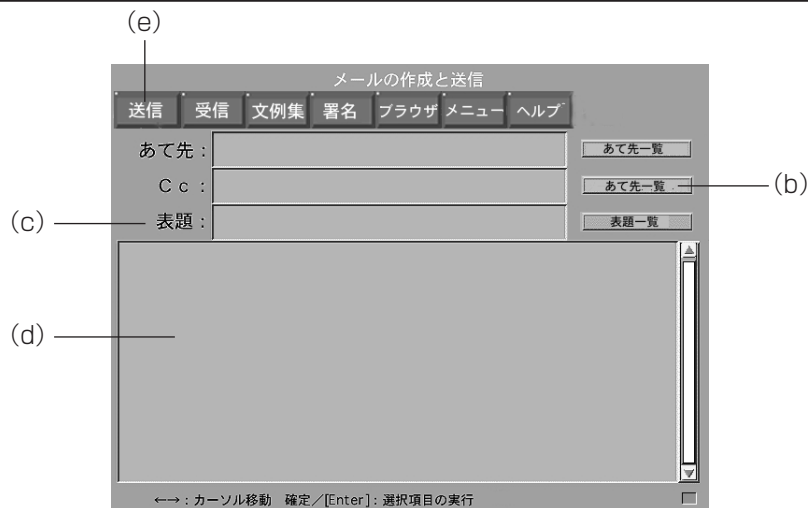 (e)
メールの作成と送信
送信 受信 文例集 署名 ブラウザ メニュー ヘルプ
あて先： あて先一覧
Ｃｃ： あて先一覧 (b)
(c) 表題： 表題一覧
(d)
←→：カーソル移動 確定／[Enter]：選択項目の実行